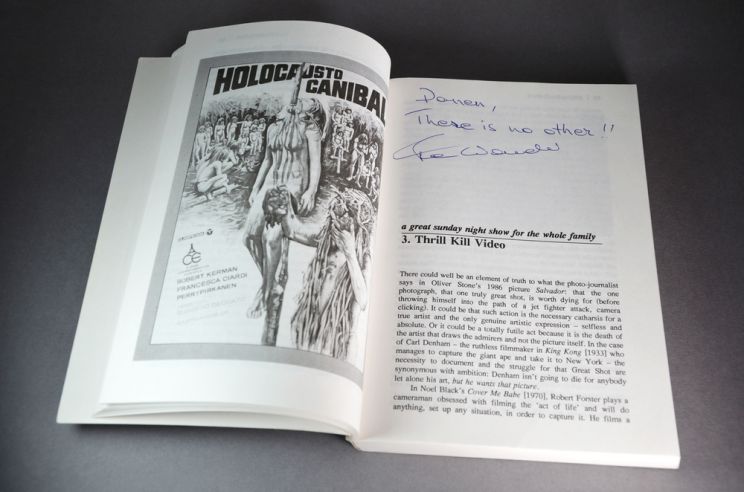 HOLOCAUSTO
CANIBAL
ROBERT KERMAN
FRANCESCA CIARDI
PERRY PIRKANEN
There is no other!!
a great sunday night show for the whole family
3. Thrill Kill Video
There could well be an element of truth to what the photo-journalist
says in Oliver Stone's 1986 picture Salvador: that the one
photograph, that one truly great shot, is worth dying for (before
throwing himself into the path of a jet fighter attack, camera
clicking). It could be that such action is the necessary catharsis for a
true artist and the only genuine artistic expression – selfless and
absolute. Or it could be a totally futile act because it is the death of
the artist that draws the admirers and not the picture itself. In the case
of Carl Denham – the ruthless filmmaker in King Kong [1933] who
manages to capture the giant ape and take it to New York – the
necessity to document and the struggle for that Great Shot are
synonymous with ambition: Denham isn't going to die for anybody
let alone his art, but he wants that picture.
In Noel Black's Cover Me Babe [1970], Robert Forster plays a
cameraman obsessed with filming the 'act of life' and will do
anything, set up any situation, in order to capture it. He films a